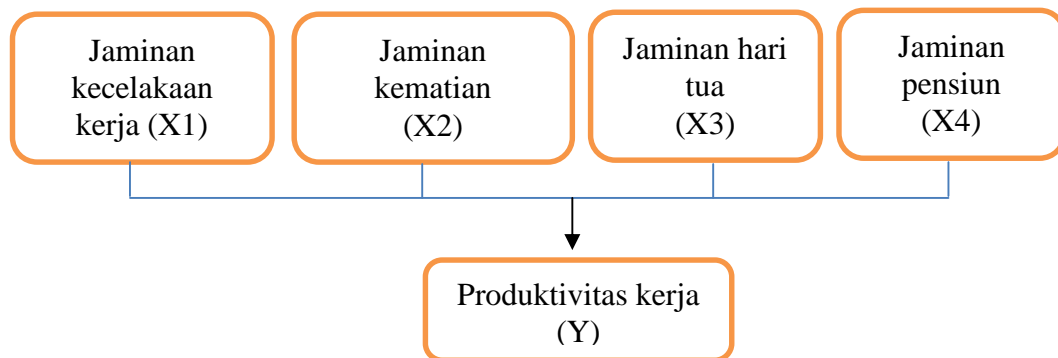 Jaminan
kecelakaan
kerja (X1)
Jaminan
kematian
(X2)
Jaminan hari
tua
(X3)
Jaminan
pensiun
(X4)
Produktivitas kerja
(Y)